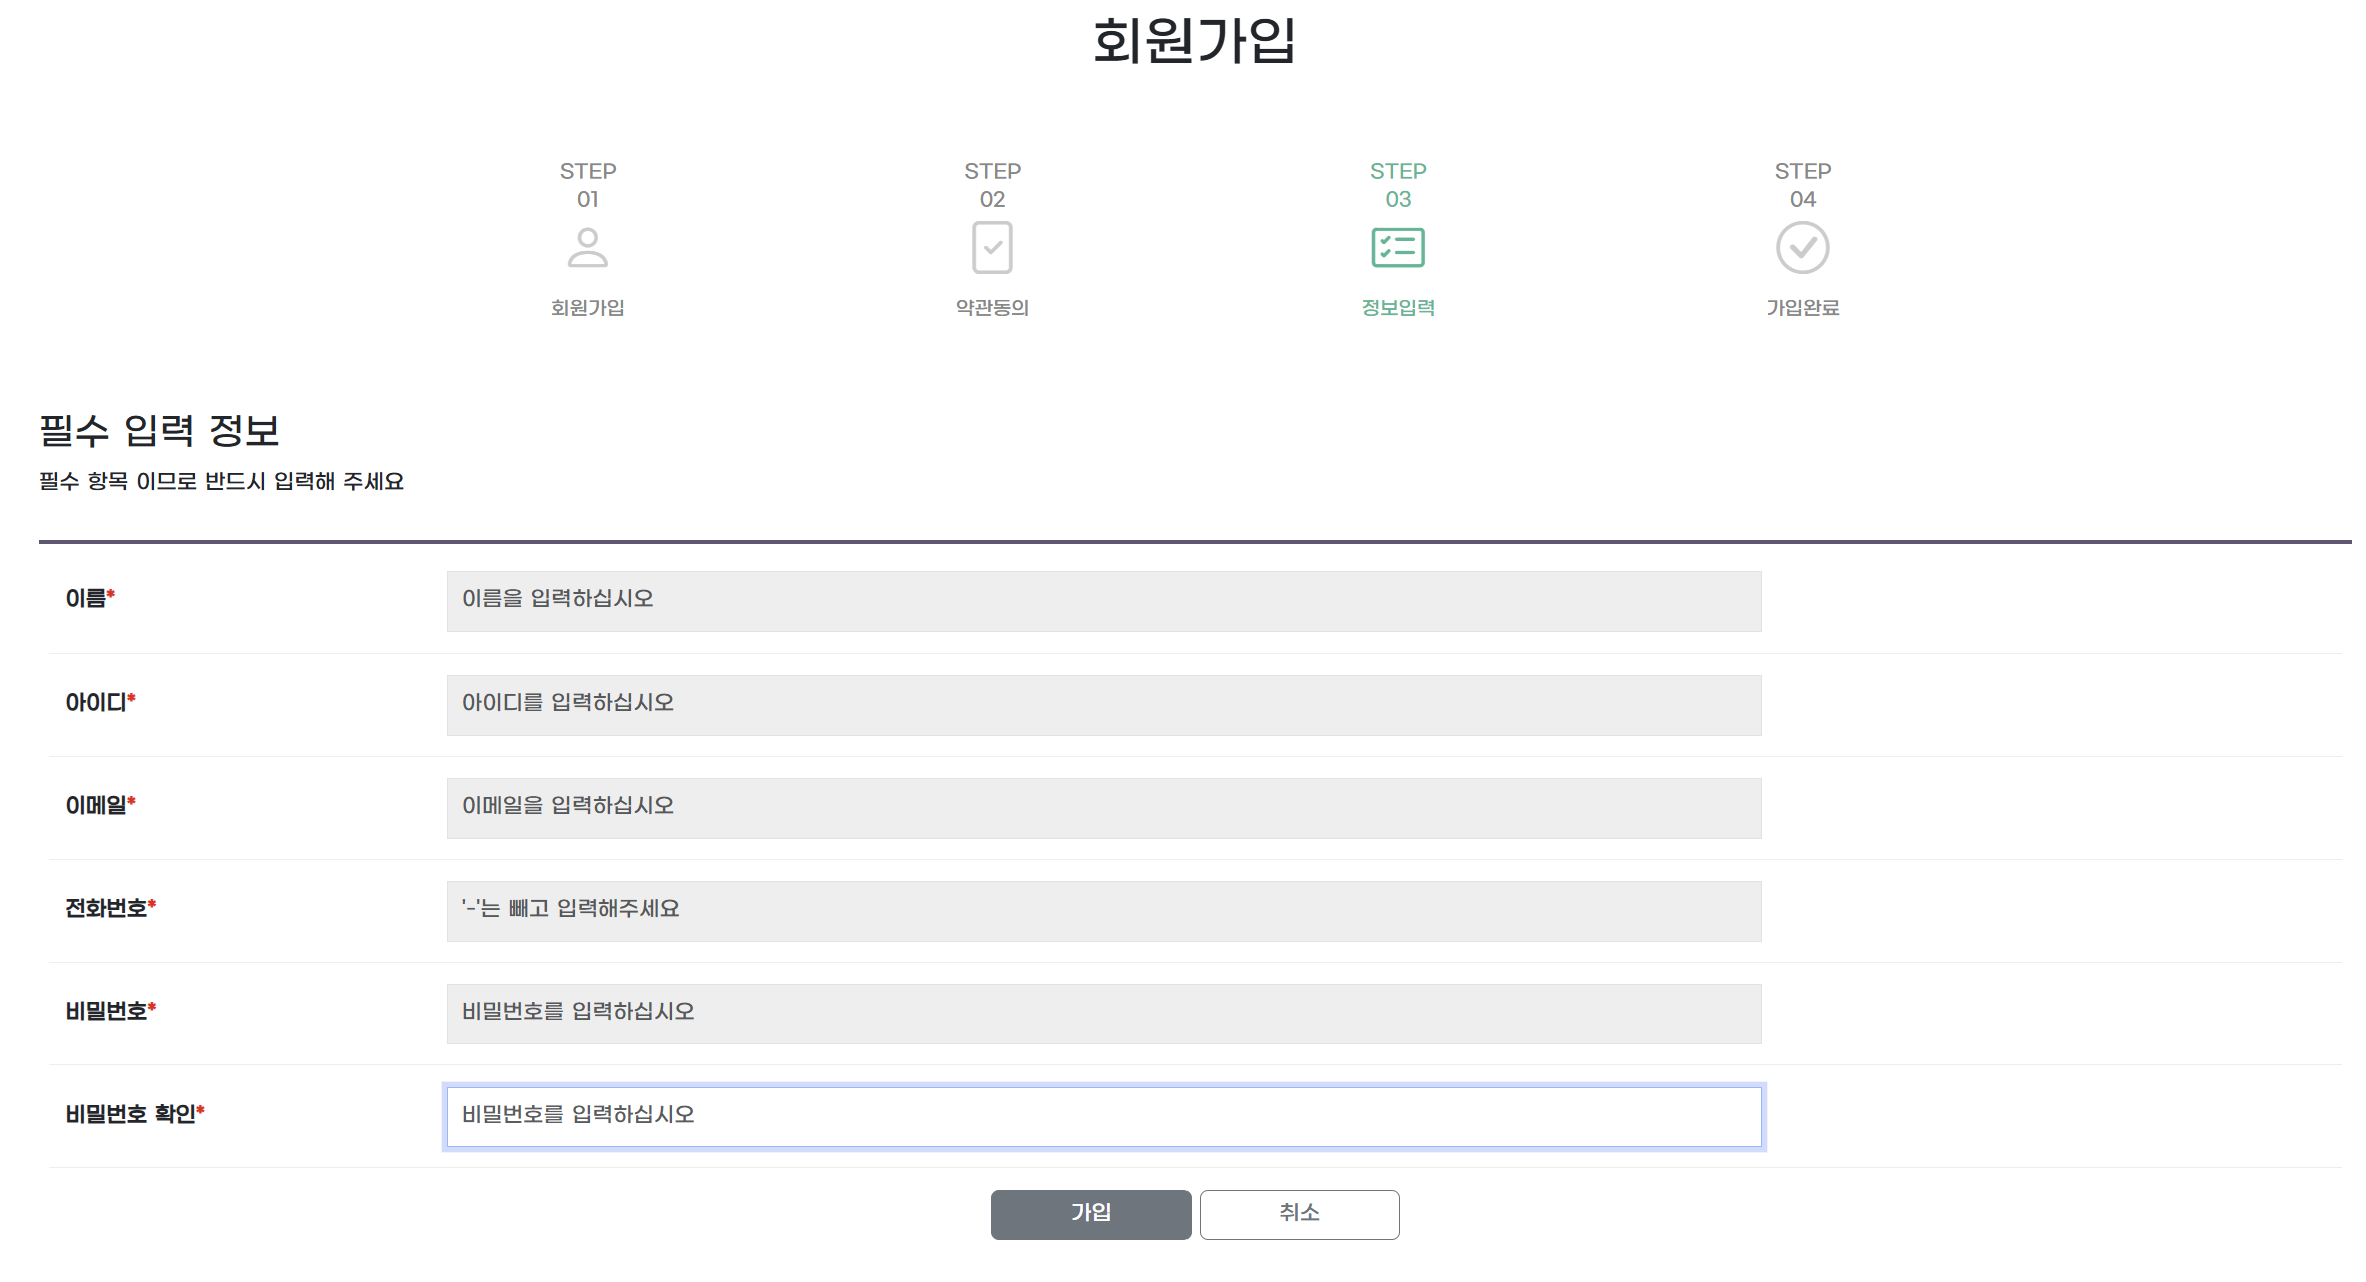 회원가입
STEP
01
회원가입
STEP
02
약관동의
STEP
03
정보입력
STEP
04
가입완료
필수 입력 정보
필수 항목 이므로 반드시 입력해 주세요
이름* 이름을 입력하십시오
아이디* 아이디를 입력하십시오
이메일* 이메일을 입력하십시오
전화번호* '-'는 빼고 입력해주세요
비밀번호* 비밀번호를 입력하십시오
비밀번호 확인* 비밀번호를 입력하십시오
가입 취소